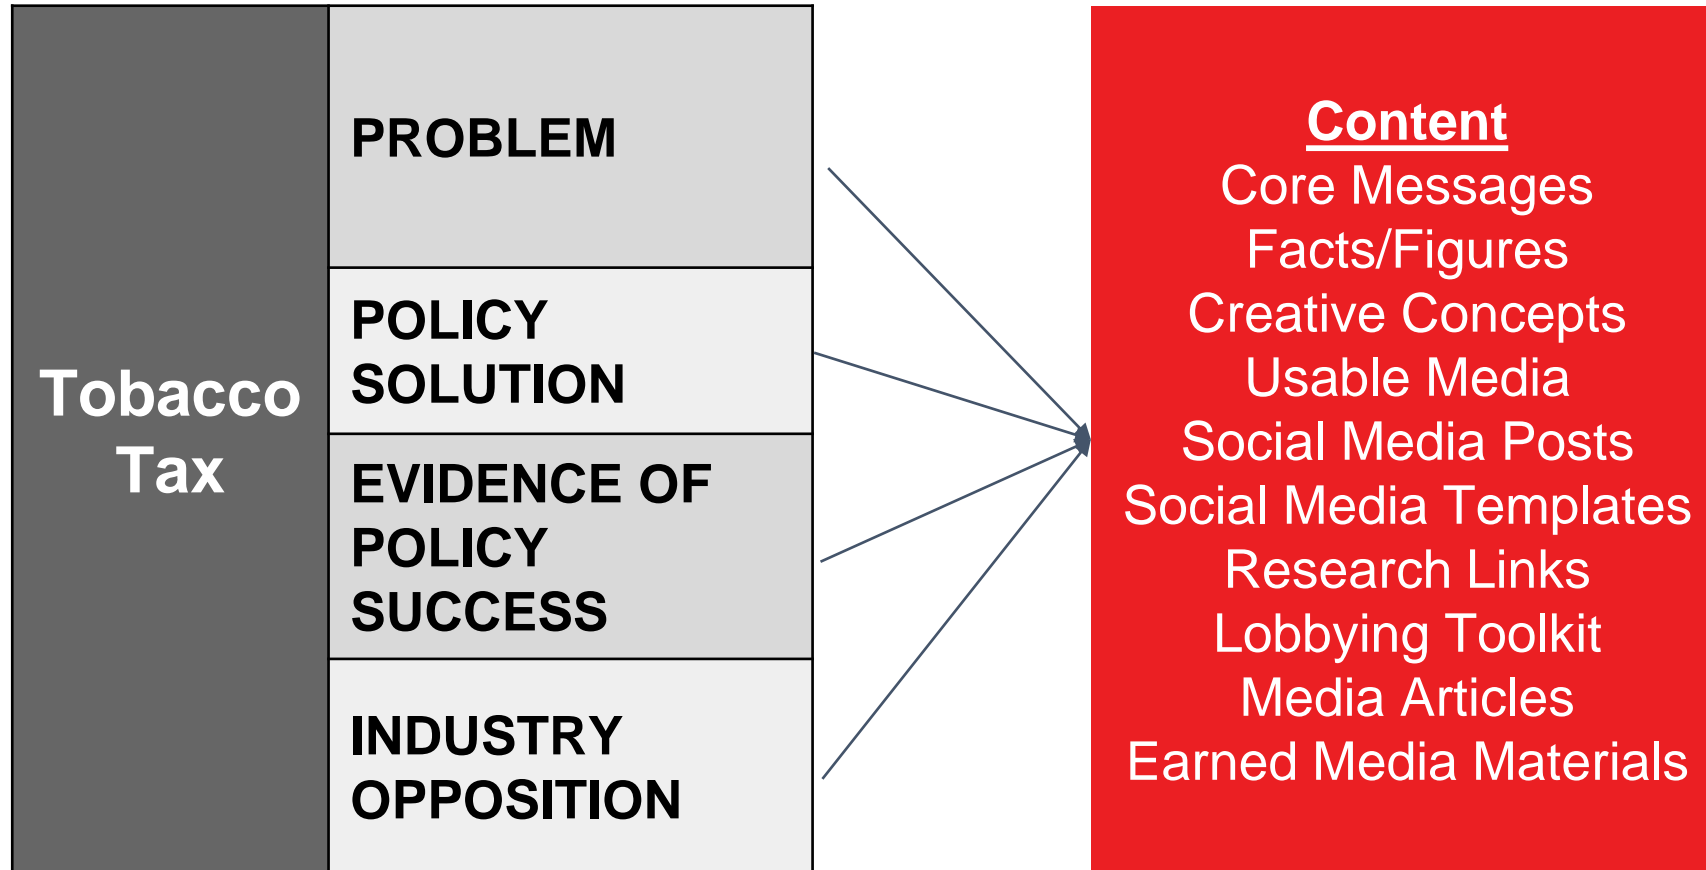 Tobacco
Tax
PROBLEM
POLICY
SOLUTION
EVIDENCE OF
POLICY
SUCCESS
INDUSTRY
OPPOSITION
Content
Core Messages
Facts/Figures
Creative Concepts
Usable Media
Social Media Posts
Social Media Templates
Research Links
Lobbying Toolkit
Media Articles
Earned Media Materials